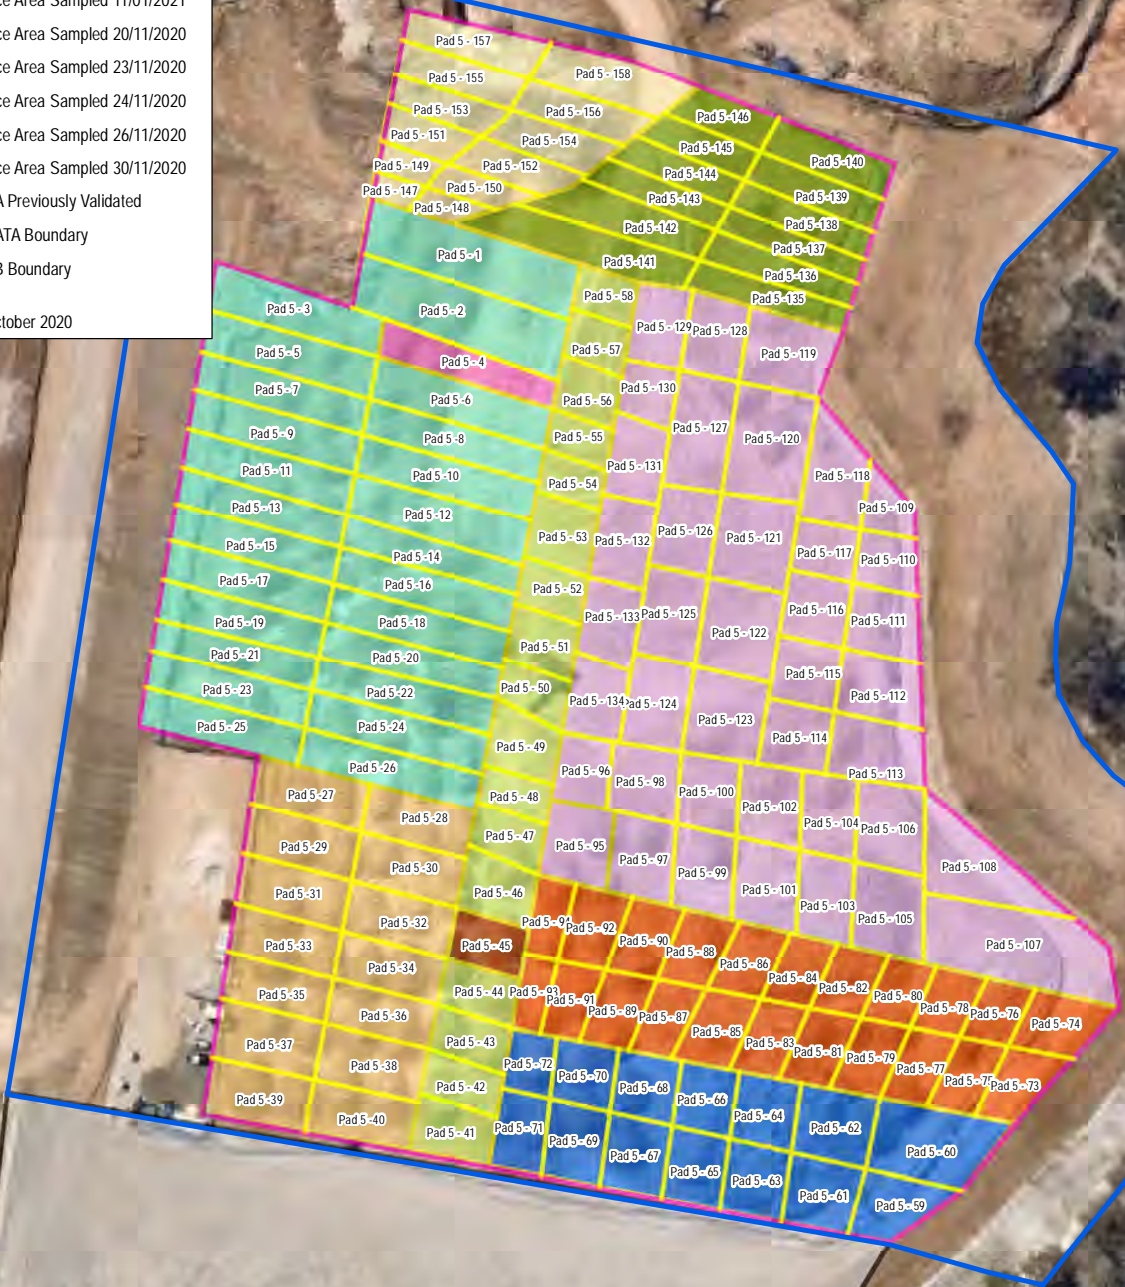 ce Area Sampled 11/01/2021
ce Area Sampled 20/11/2020
ce Area Sampled 23/11/2020
ce Area Sampled 24/11/2020
ce Area Sampled 26/11/2020
ce Area Sampled 30/11/2020
A Previously Validated
ATA Boundary
B Boundary
ctober 2020
Pad 5 - 157
Pad 5 - 158
Pad 5 - 155
Pad 5 - 156
Pad 5 - 153
Pad 5 - 154
Pad 5 - 151
Pad 5 - 152
Pad 5 - 149
Pad 5 - 150
Pad 5 - 147
Pad 5 - 148
Pad 5 -146
Pad 5 -145
Pad 5 -144
Pad 5 -143
Pad 5 -142
Pad 5 -141
Pad 5 -140
Pad 5 -139
Pad 5 -138
Pad 5 -137
Pad 5 -136
Pad 5 -135
Pad 5 -1
Pad 5 - 2
Pad 5 - 3
Pad 5 - 4
Pad 5 - 5
Pad 5 -6
Pad 5 - 7
Pad 5 -8
Pad 5 - 9
Pad 5 -10
Pad 5 - 11
Pad 5 -12
Pad 5 - 13
Pad 5 -14
Pad 5 - 15
Pad 5 -16
Pad 5 - 17
Pad 5 -18
Pad 5 - 19
Pad 5 -20
Pad 5 - 21
Pad 5 -22
Pad 5 - 23
Pad 5 -24
Pad 5 - 25
Pad 5 -26
Pad 5 -27
Pad 5 -28
Pad 5 -29
Pad 5 -30
Pad 5 -31
Pad 5 -32
Pad 5 -33
Pad 5 -34
Pad 5 -35
Pad 5 -36
Pad 5 -37
Pad 5 -38
Pad 5 -39
Pad 5 -40
Pad 5 - 58
Pad 5 - 57
Pad 5 - 56
Pad 5 - 55
Pad 5 - 54
Pad 5 - 53
Pad 5 - 52
Pad 5 - 51
Pad 5 - 50
Pad 5 - 49
Pad 5 - 48
Pad 5 - 47
Pad 5 - 46
Pad 5 - 45
Pad 5 - 44
Pad 5 - 43
Pad 5 - 42
Pad 5 - 41
Pad 5 - 129
Pad 5 - 128
Pad 5 - 119
Pad 5 - 130
Pad 5 - 127
Pad 5 - 120
Pad 5 - 131
Pad 5 - 118
Pad 5 - 109
Pad 5 - 132
Pad 5 - 126
Pad 5 - 121
Pad 5 - 117
Pad 5 - 110
Pad 5 - 133
Pad 5 - 125
Pad 5 - 122
Pad 5 - 116
Pad 5 - 111
Pad 5 - 134
Pad 5 - 124
Pad 5 - 123
Pad 5 - 115
Pad 5 - 112
Pad 5 - 114
Pad 5 - 113
Pad 5 - 96
Pad 5 - 98
Pad 5 - 100
Pad 5 - 102
Pad 5 - 104
Pad 5 - 106
Pad 5 - 108
Pad 5 - 95
Pad 5 - 97
Pad 5 - 99
Pad 5 - 101
Pad 5 - 103
Pad 5 - 105
Pad 5 - 107
Pad 5 - 94
Pad 5 - 92
Pad 5 - 90
Pad 5 - 88
Pad 5 - 86
Pad 5 - 84
Pad 5 - 82
Pad 5 - 80
Pad 5 - 78
Pad 5 - 76
Pad 5 - 74
Pad 5 - 93
Pad 5 - 91
Pad 5 - 89
Pad 5 - 87
Pad 5 - 85
Pad 5 - 83
Pad 5 - 81
Pad 5 - 79
Pad 5 - 77
Pad 5 - 75
Pad 5 - 73
Pad 5 - 72
Pad 5 - 70
Pad 5 - 68
Pad 5 - 66
Pad 5 - 64
Pad 5 - 62
Pad 5 - 60
Pad 5 - 71
Pad 5 - 69
Pad 5 - 67
Pad 5 - 65
Pad 5 - 63
Pad 5 - 61
Pad 5 - 59